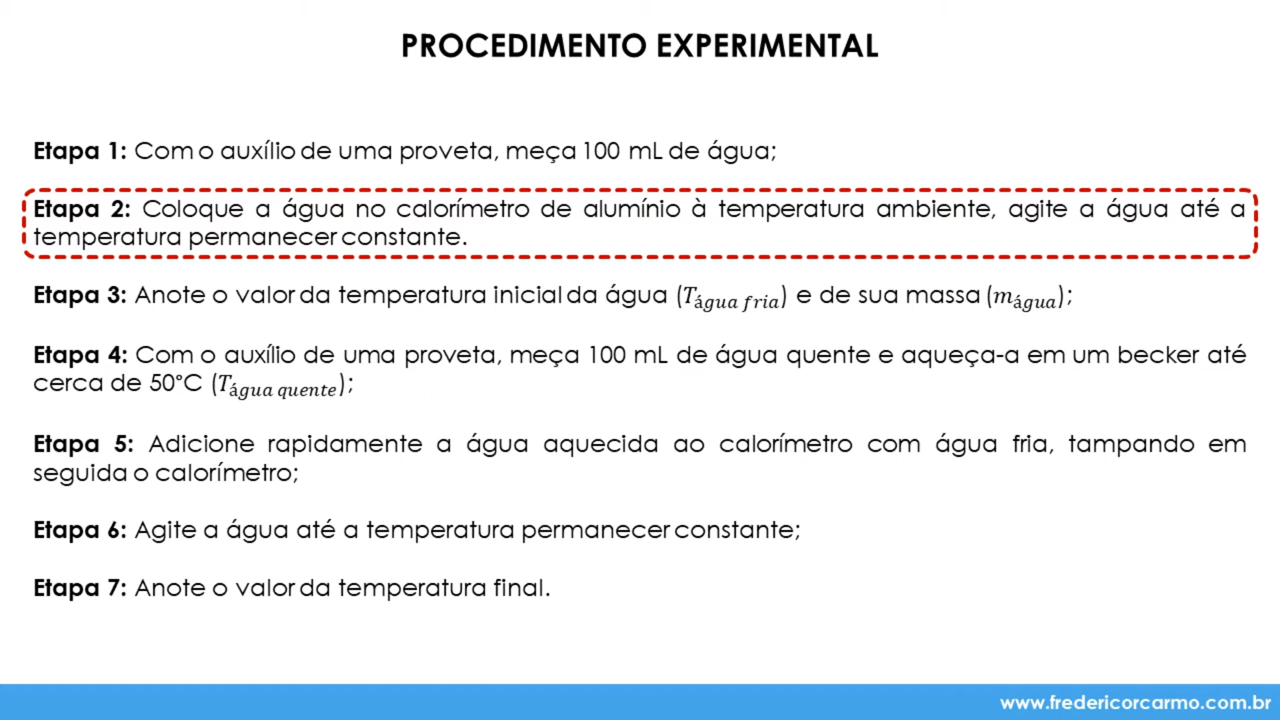 PROCEDIMENTO EXPERIMENTAL
Etapa 1: Com o auxílio de uma proveta, meça 100 mL de água;
Etapa 2: Coloque a água no calorímetro de alumínio à temperatura ambiente, agite a água até a
temperatura permanecer constante.
Etapa 3: Anote o valor da temperatura inicial da água (T água fria) e de sua massa (m água);
Etapa 4: Com o auxílio de uma proveta, meça 100 mL de água quente e aqueça-a em um becker até
cerca de 50°C (T água quente);
Etapa 5: Adicione rapidamente a água aquecida ao calorímetro com água fria, tampando em
seguida o calorímetro;
Etapa 6: Agite a água até a temperatura permanecer constante;
Etapa 7: Anote o valor da temperatura final.
www.fredericorcarmo.com.br